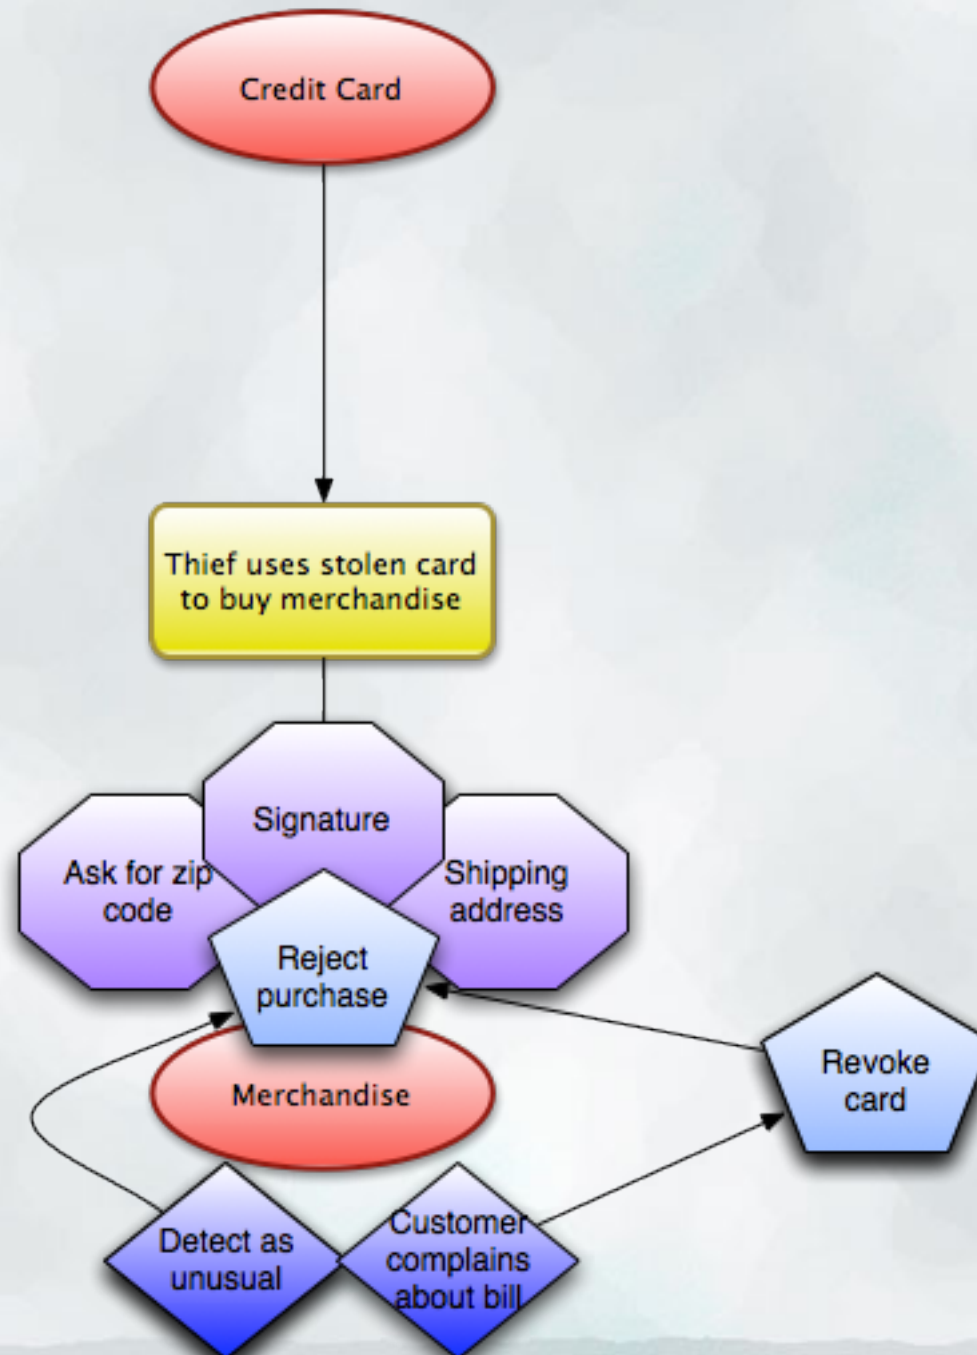 Credit Card
Thief uses stolen card
to buy merchandise
Signature
Ask for zip
code
Shipping
address
Reject
purchase
Revoke
card
Merchandise
Detect as
unusual
Customer
complains
about bill